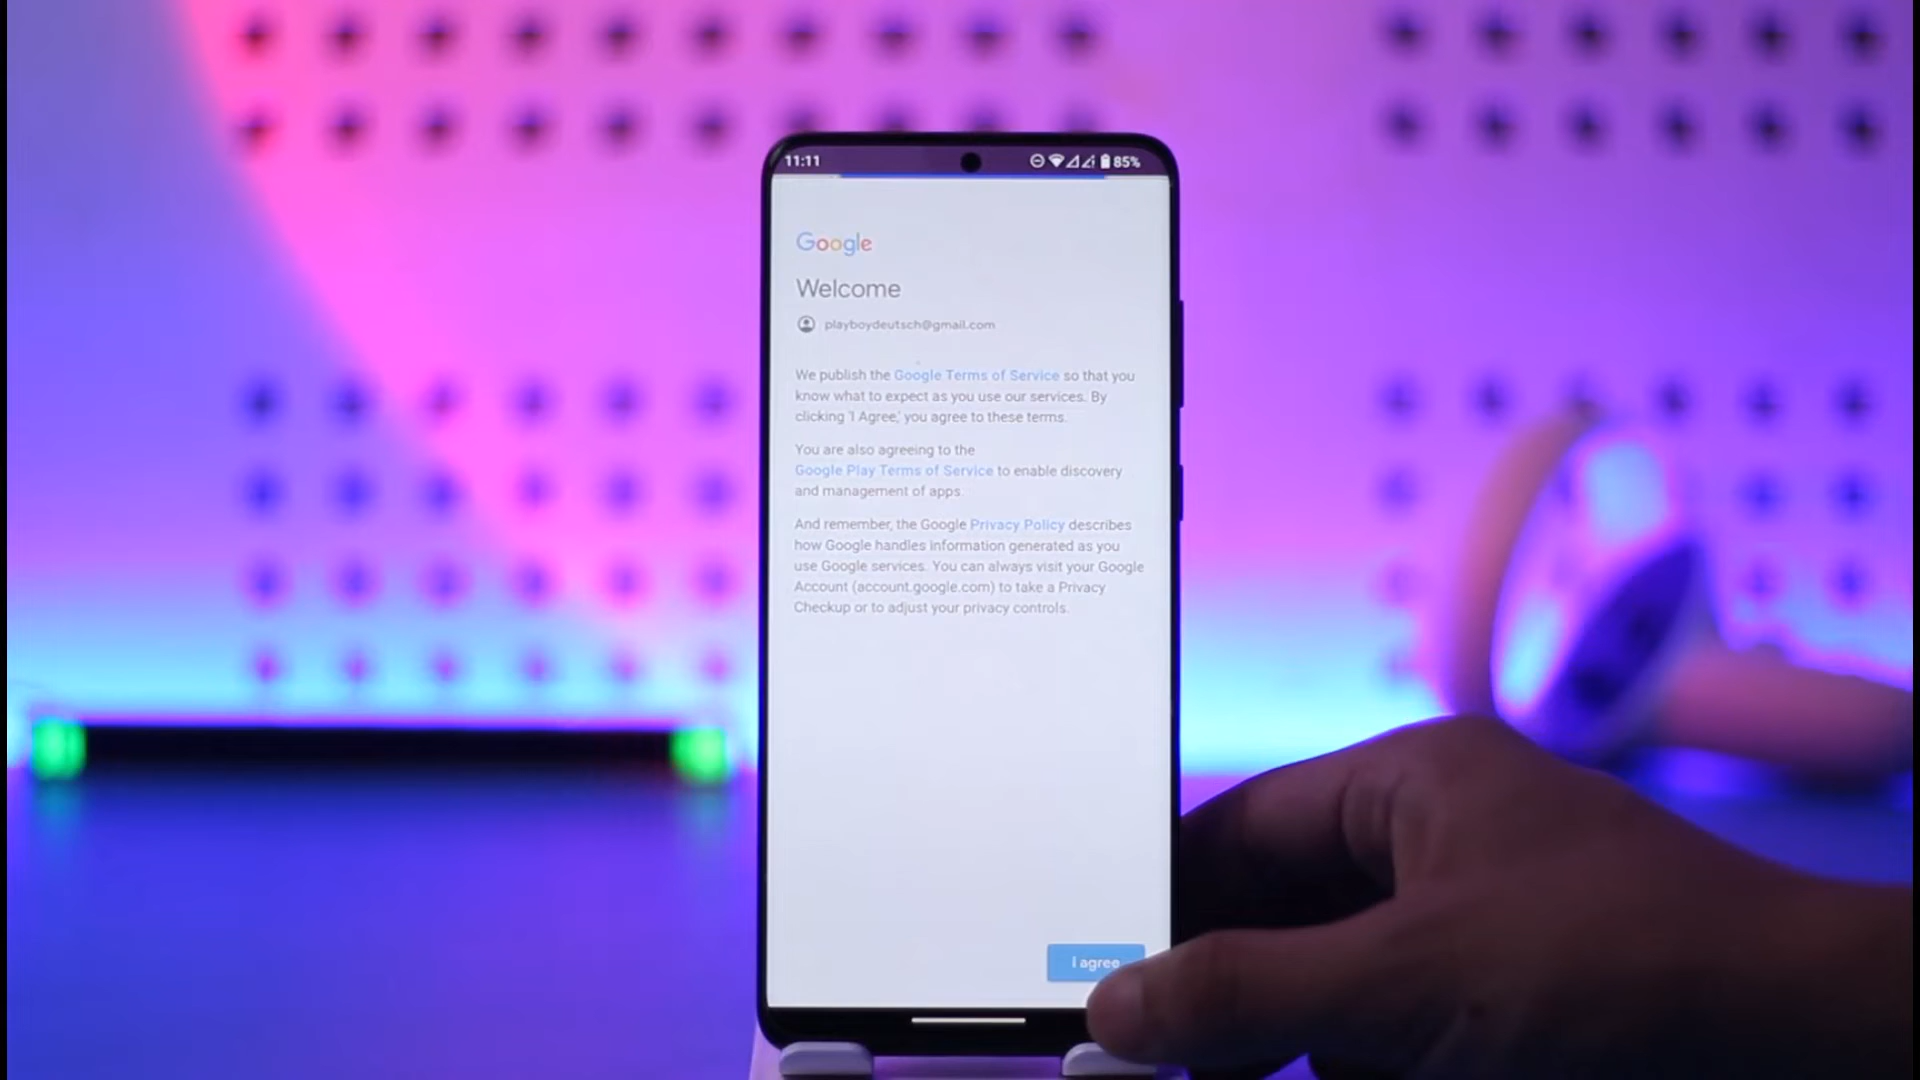 11:11 85%
Google
Welcome
playboydeutsch@gmail.com
We publish the Google Terms of Service so that you
know what to expect as you use our services. By
clicking 'I Agree,' you agree to these terms.
You are also agreeing to the
Google Play Terms of Service to enable discovery
and management of apps.
And remember, the Google Privacy Policy describes
how Google handles information generated as you
use Google services. You can always visit your Google
Account (account.google.com) to take a Privacy
Checkup or to adjust your privacy controls.
I agree